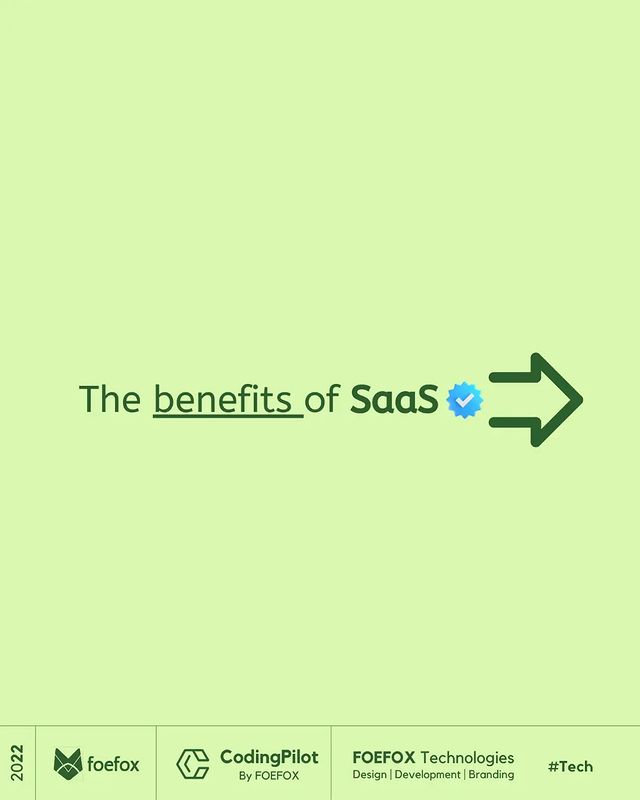 The benefits of SaaS
2022
foefox
CodingPilot
By FOEFOX
FOEFOX Technologies
Design | Development | Branding
#Tech